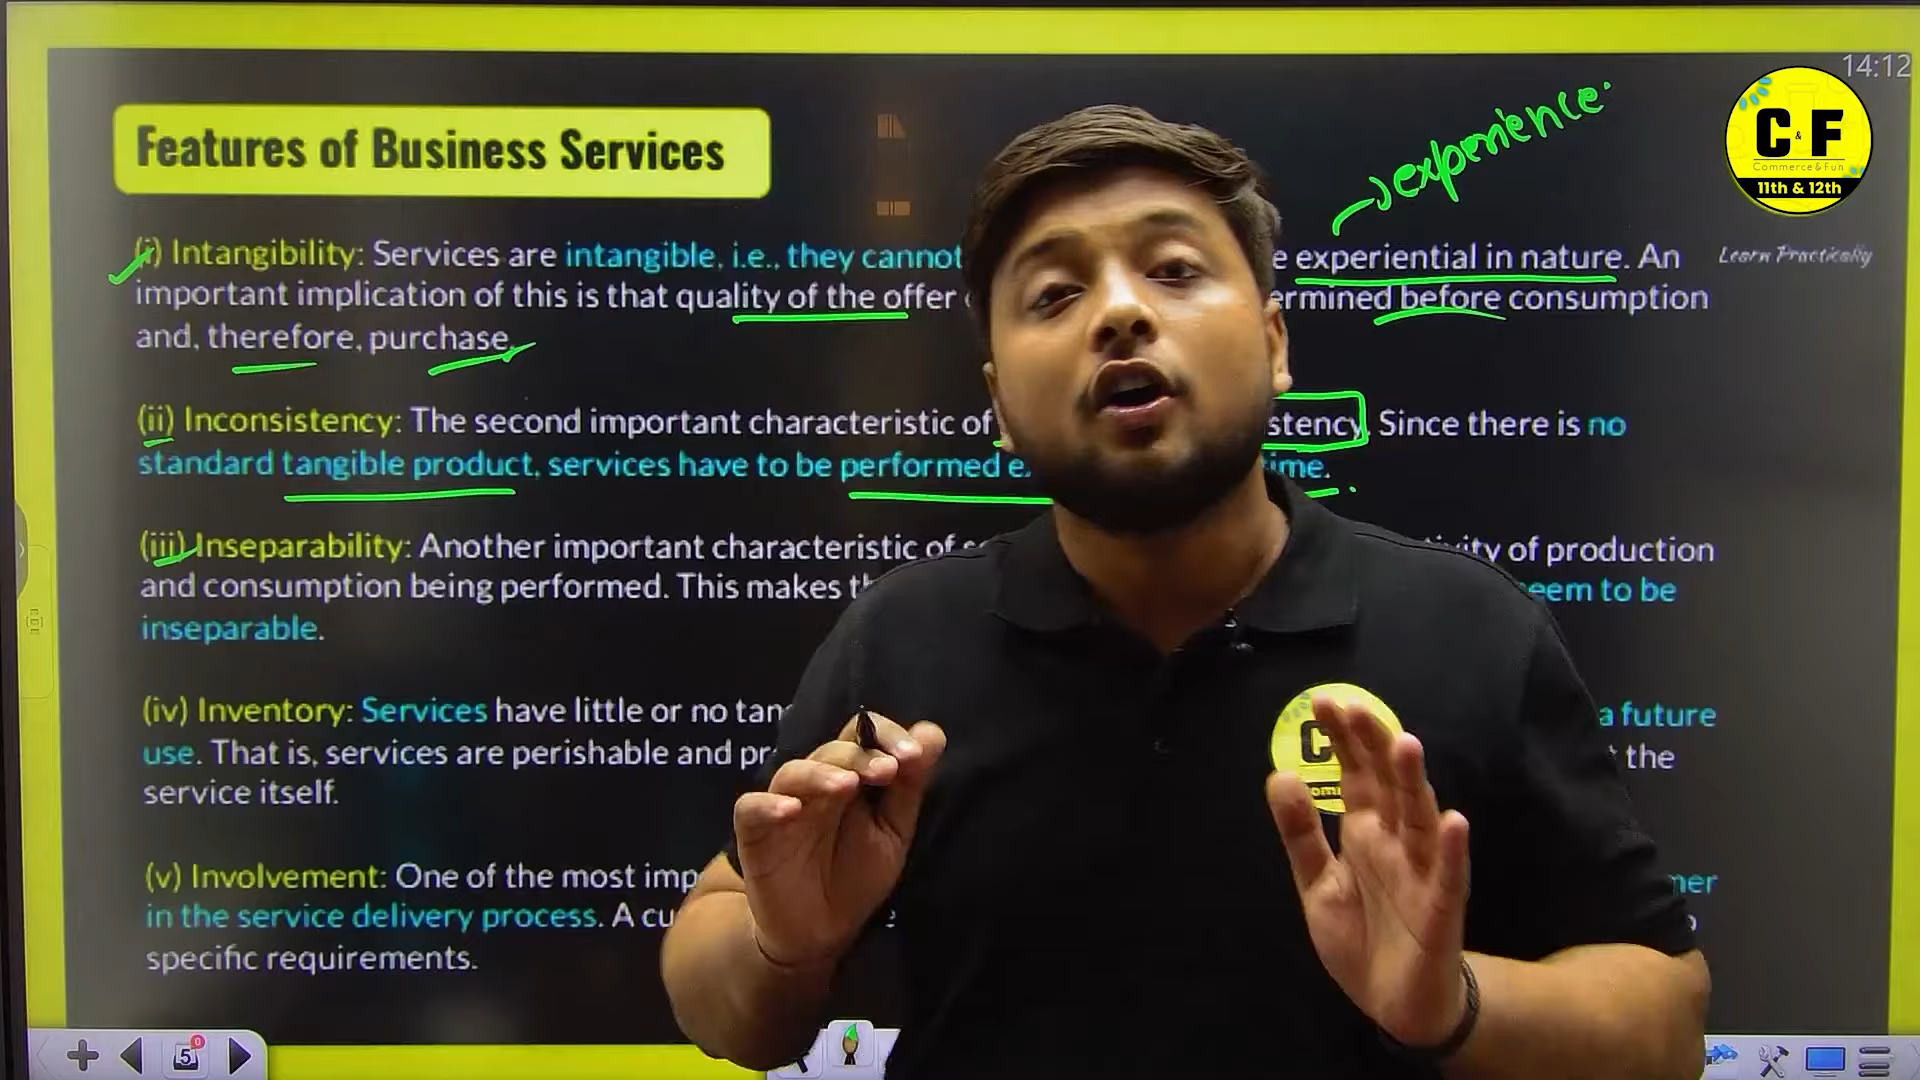 14:12
experience
C&F
Commerce & Fun
11th & 12th
Learn Practically
Features of Business Services
(i) Intangibility: Services are intangible, i.e., they cannot e experiential in nature. An
important implication of this is that quality of the offer ermined before consumption
and, therefore, purchase.
(ii) Inconsistency: The second important characteristic of stency. Since there is no
standard tangible product, services have to be performed e ime.
(iii) Inseparability: Another important characteristic of tivity of production
and consumption being performed. This makes th eem to be
inseparable.
(iv) Inventory: Services have little or no tan a future
use. That is, services are perishable and pr t the
service itself.
(v) Involvement: One of the most imp mer
in the service delivery process. A cu
specific requirements.
C
5
0